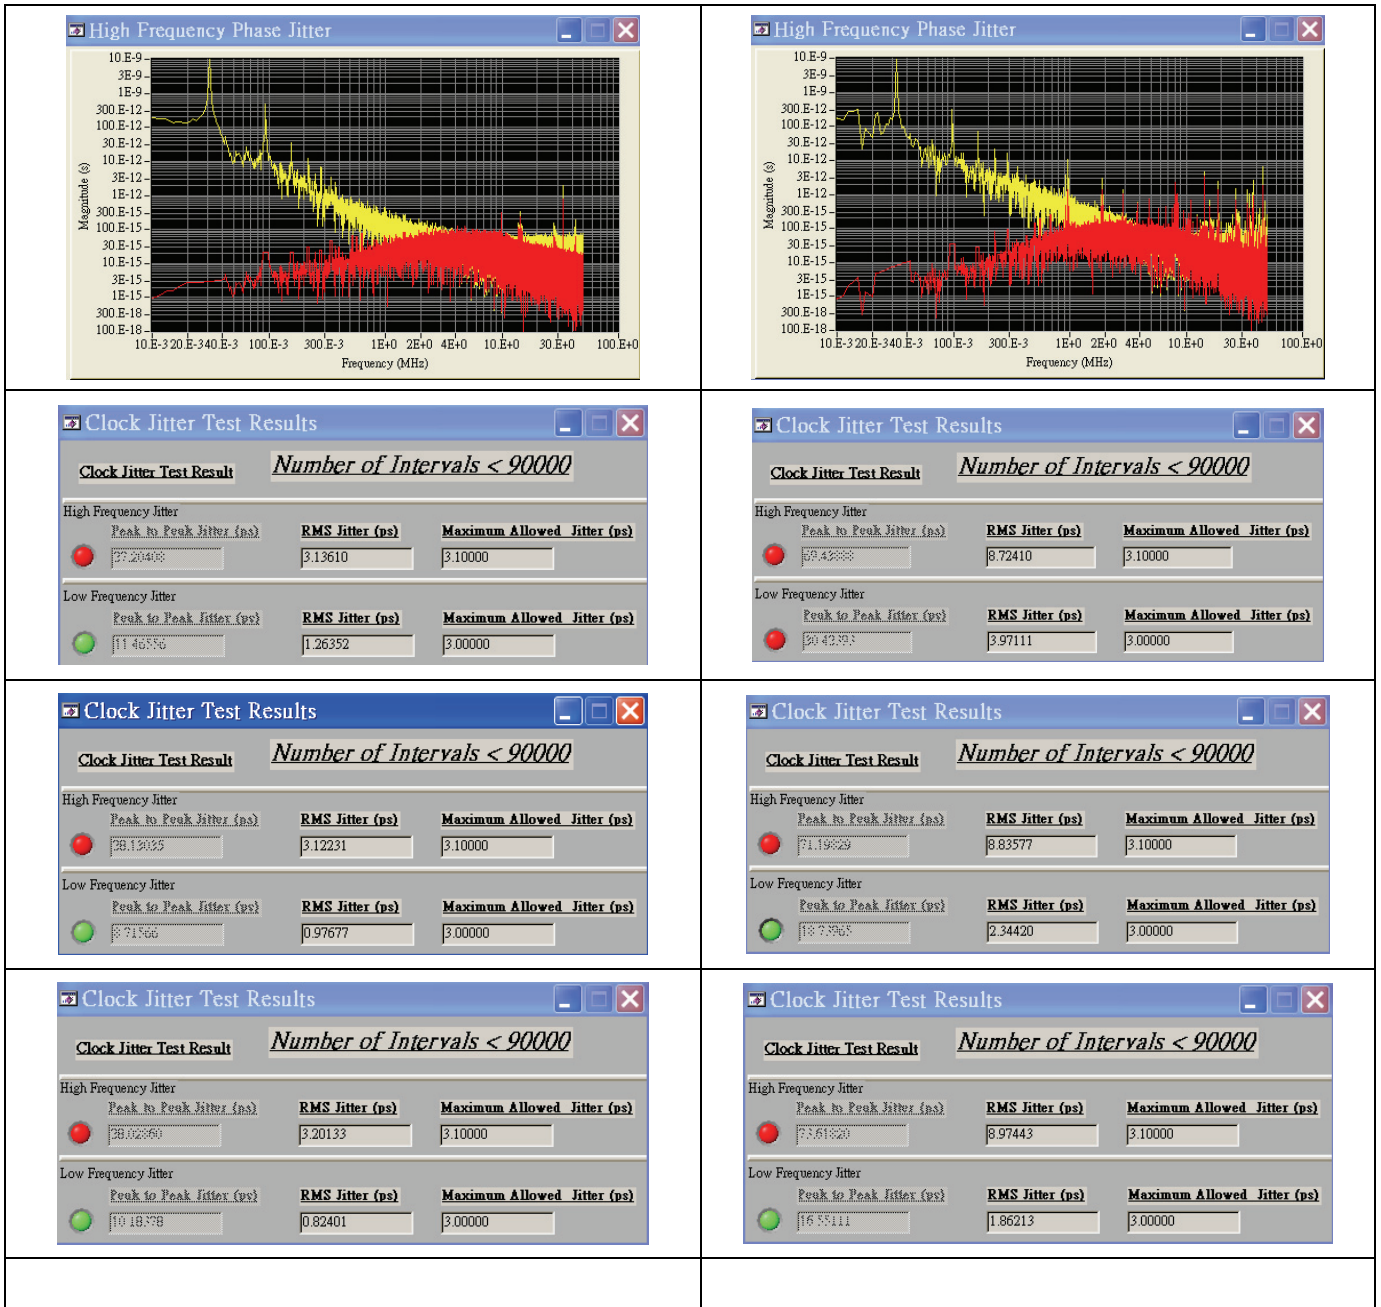 High Frequency Phase Jitter
10.E-9
3E-9
1E-9
300.E-12
100.E-12
30.E-12
10.E-12
3E-12
1E-12
300.E-15
100.E-15
30.E-15
10.E-15
3E-15
1E-15
300.E-18
100.E-18
Magnitude (s)
10.E-3 20.E-3 40.E-3 100.E-3 300.E-3 1E+0 2E+0 4E+0 10.E+0 30.E+0 100.E+0
Frequency (MHz)
High Frequency Phase Jitter
10.E-9
3E-9
1E-9
300.E-12
100.E-12
30.E-12
10.E-12
3E-12
1E-12
300.E-15
100.E-15
30.E-15
10.E-15
3E-15
1E-15
300.E-18
100.E-18
Magnitude (s)
10.E-3 20.E-3 40.E-3 100.E-3 300.E-3 1E+0 2E+0 4E+0 10.E+0 30.E+0 100.E+0
Frequency (MHz)
Clock Jitter Test Results
Clock Jitter Test Result Number of Intervals < 90000
High Frequency Jitter
Peak to Peak Jitter (ps) RMS Jitter (ps) Maximum Allowed Jitter (ps)
3.13610 3.10000
Low Frequency Jitter
Peak to Peak Jitter (ps) RMS Jitter (ps) Maximum Allowed Jitter (ps)
1.26352 3.00000
Clock Jitter Test Results
Clock Jitter Test Result Number of Intervals < 90000
High Frequency Jitter
Peak to Peak Jitter (ps) RMS Jitter (ps) Maximum Allowed Jitter (ps)
8.72410 3.10000
Low Frequency Jitter
Peak to Peak Jitter (ps) RMS Jitter (ps) Maximum Allowed Jitter (ps)
3.97111 3.00000
Clock Jitter Test Results
Clock Jitter Test Result Number of Intervals < 90000
High Frequency Jitter
Peak to Peak Jitter (ps) RMS Jitter (ps) Maximum Allowed Jitter (ps)
3.12231 3.10000
Low Frequency Jitter
Peak to Peak Jitter (ps) RMS Jitter (ps) Maximum Allowed Jitter (ps)
0.97677 3.00000
Clock Jitter Test Results
Clock Jitter Test Result Number of Intervals < 90000
High Frequency Jitter
Peak to Peak Jitter (ps) RMS Jitter (ps) Maximum Allowed Jitter (ps)
8.83577 3.10000
Low Frequency Jitter
Peak to Peak Jitter (ps) RMS Jitter (ps) Maximum Allowed Jitter (ps)
2.34420 3.00000
Clock Jitter Test Results
Clock Jitter Test Result Number of Intervals < 90000
High Frequency Jitter
Peak to Peak Jitter (ps) RMS Jitter (ps) Maximum Allowed Jitter (ps)
3.20133 3.10000
Low Frequency Jitter
Peak to Peak Jitter (ps) RMS Jitter (ps) Maximum Allowed Jitter (ps)
0.82401 3.00000
Clock Jitter Test Results
Clock Jitter Test Result Number of Intervals < 90000
High Frequency Jitter
Peak to Peak Jitter (ps) RMS Jitter (ps) Maximum Allowed Jitter (ps)
8.97443 3.10000
Low Frequency Jitter
Peak to Peak Jitter (ps) RMS Jitter (ps) Maximum Allowed Jitter (ps)
16.55111 1.86213 3.00000